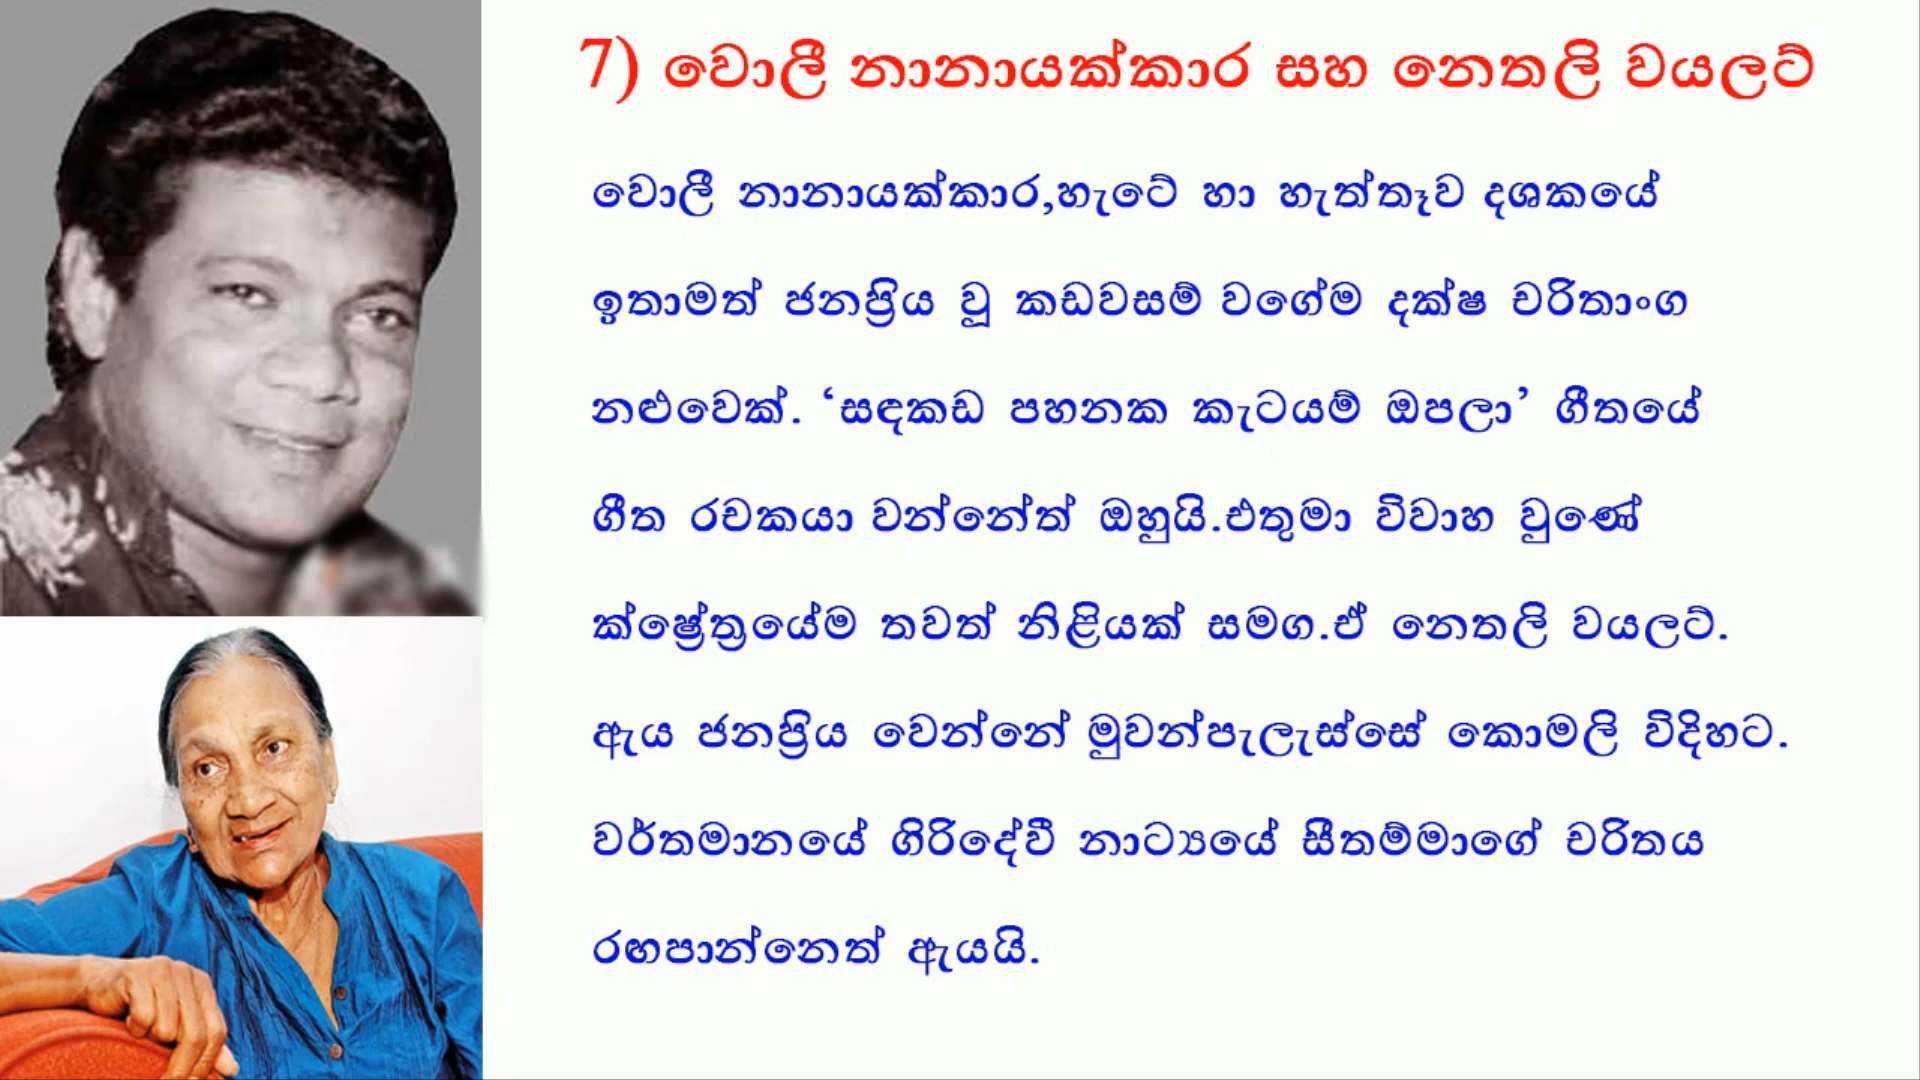 7) වොලී නානායක්කාර සහ නෙතලි වයලට්
වොලී නානායක්කාර,හැටේ හා හැත්තෑව දශකයේ
ඉතාමත් ජනප්‍රිය වූ කඩවසම් වගේම දක්ෂ චරිතාංග
නළුවෙක්. ‘සඳකඩ පහනක කැටයම් ඔපලා’ ගීතයේ
ගීත රචකයා වන්නේත් ඔහුයි.එතුමා විවාහ වුණේ
ක්ෂේත්‍රයේම තවත් නිළියක් සමග.ඒ නෙතලි වයලට්.
ඇය ජනප්‍රිය වෙන්නේ මුවන්පැලැස්සේ කොමලි විදිහට.
වර්තමානයේ ගිරිදේවී නාට්‍යයේ සීතම්මාගේ චරිතය
රඟපාන්නෙත් ඇයයි.